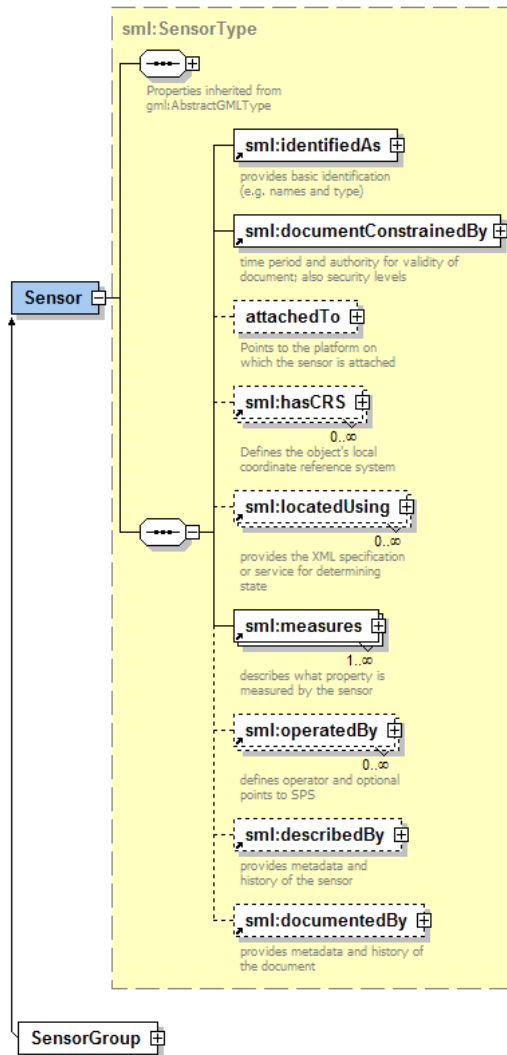 sml:SensorType
Properties inherited from
gml:AbstractGMLType
sml:identifiedAs
provides basic identification
(e.g. names and type)
sml:documentConstrainedBy
time period and authority for validity of
document; also security levels
Sensor
attachedTo
Points to the platform on
which the sensor is attached
sml:hasCRS
0..∞
Defines the object's local
coordinate reference system
sml:locatedUsing
0..∞
provides the XML specification
or service for determining
state
sml:measures
1..∞
describes what property is
measured by the sensor
sml:operatedBy
0..∞
defines operator and optional
points to SPS
sml:describedBy
provides metadata and
history of the sensor
sml:documentedBy
provides metadata and history of
the document
SensorGroup